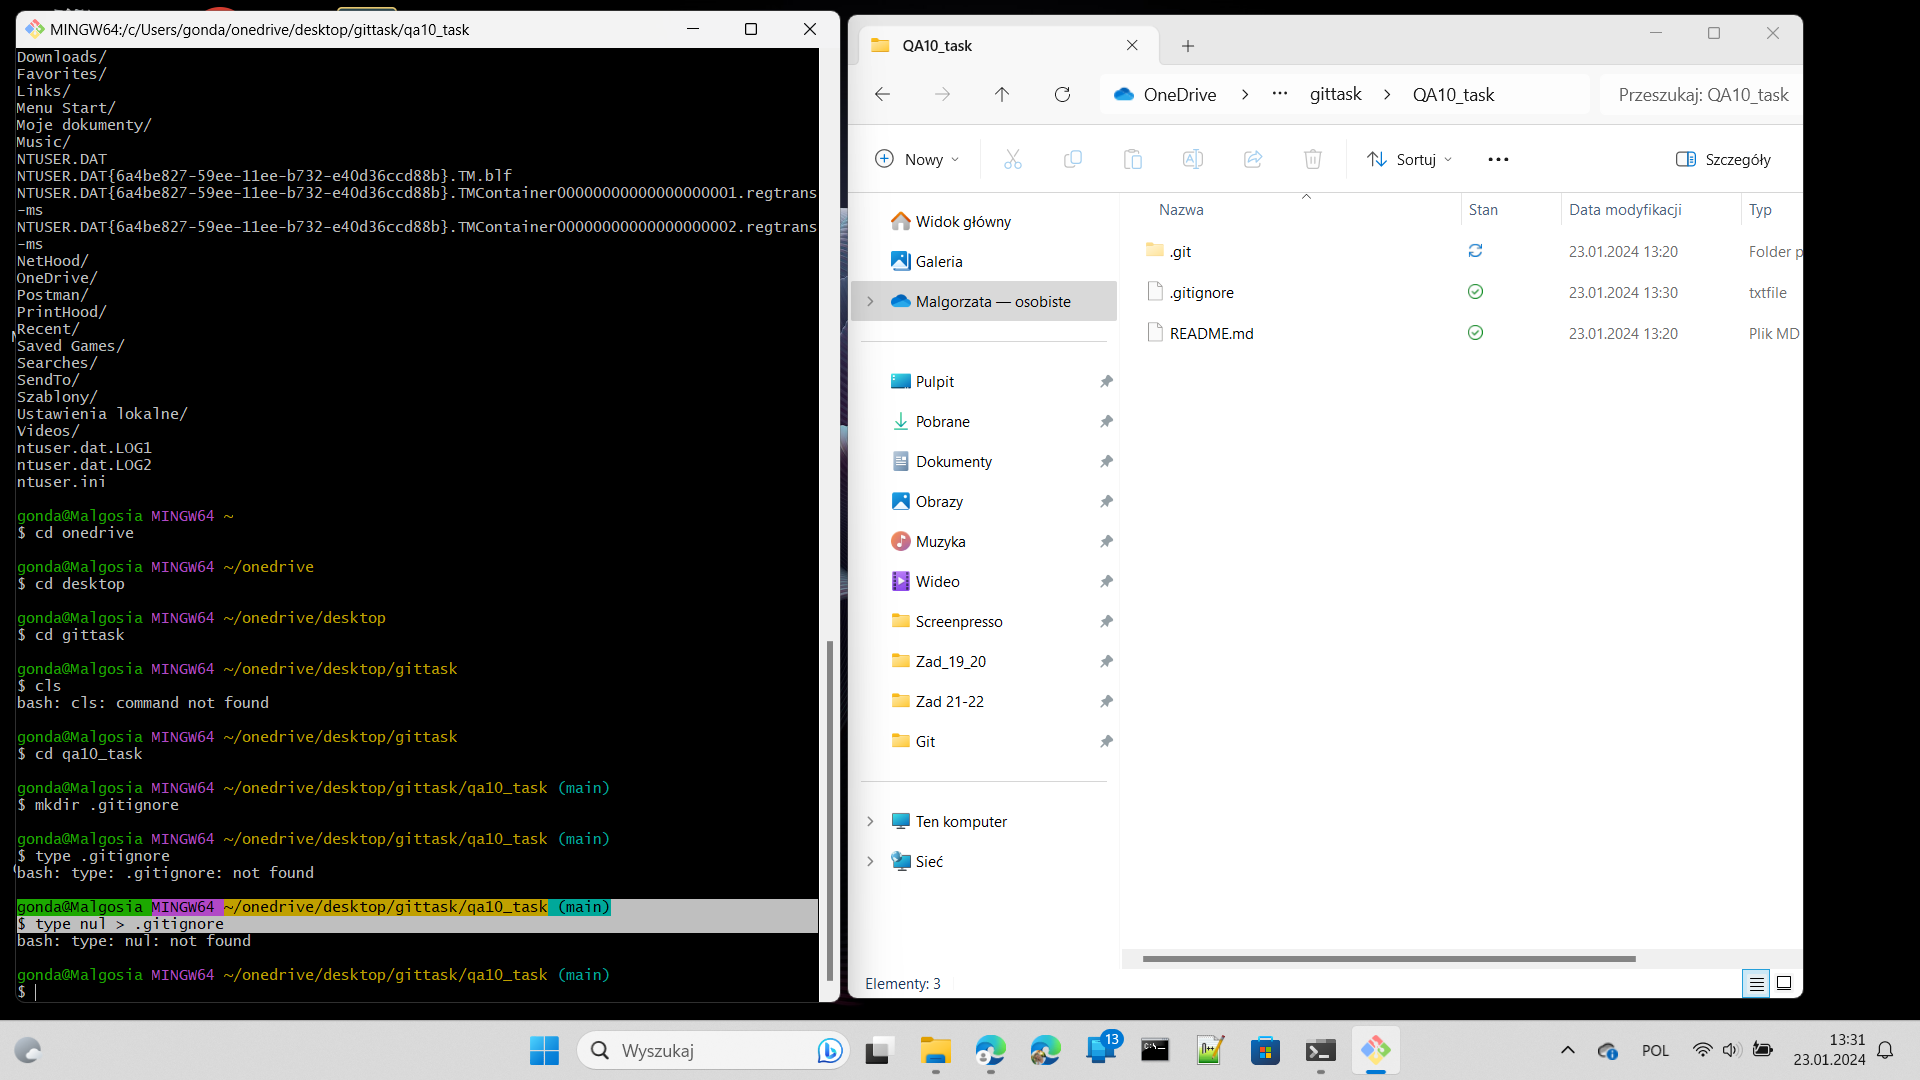 MINGW64:/c/Users/gonda/onedrive/desktop/gittask/qa10_task
Downloads/
Favorites/
Links/
Menu Start/
Moje dokumenty/
Music/
NTUSER.DAT
NTUSER.DAT{6a4be827-59ee-11ee-b732-e40d36ccd88b}.TM.blf
NTUSER.DAT{6a4be827-59ee-11ee-b732-e40d36ccd88b}.TMContainer00000000000000000001.regtrans
-ms
NTUSER.DAT{6a4be827-59ee-11ee-b732-e40d36ccd88b}.TMContainer00000000000000000002.regtrans
-ms
NetHood/
OneDrive/
Postman/
PrintHood/
Recent/
Saved Games/
Searches/
SendTo/
Szablony/
Ustawienia lokalne/
Videos/
ntuser.dat.LOG1
ntuser.dat.LOG2
ntuser.ini
gonda@Malgosia MINGW64 ~
$ cd onedrive
gonda@Malgosia MINGW64 ~/onedrive
$ cd desktop
gonda@Malgosia MINGW64 ~/onedrive/desktop
$ cd gittask
gonda@Malgosia MINGW64 ~/onedrive/desktop/gittask
$ cls
bash: cls: command not found
gonda@Malgosia MINGW64 ~/onedrive/desktop/gittask
$ cd qa10_task
gonda@Malgosia MINGW64 ~/onedrive/desktop/gittask/qa10_task (main)
$ mkdir .gitignore
gonda@Malgosia MINGW64 ~/onedrive/desktop/gittask/qa10_task (main)
$ type .gitignore
bash: type: .gitignore: not found
gonda@Malgosia MINGW64 ~/onedrive/desktop/gittask/qa10_task (main)
$ type nul > .gitignore
bash: type: nul: not found
gonda@Malgosia MINGW64 ~/onedrive/desktop/gittask/qa10_task (main)
$
QA10_task
OneDrive > ... gittask > QA10_task
Przeszukaj: QA10_task
Nowy
Sortuj
Szczegóły
Widok główny
Galeria
Malgorzata — osobiste
Pulpit
Pobrane
Dokumenty
Obrazy
Muzyka
Wideo
Screenpresso
Zad_19_20
Zad 21-22
Git
Ten komputer
Sieć
Nazwa Stan Data modyfikacji Typ
.git 23.01.2024 13:20 Folder p
.gitignore 23.01.2024 13:30 txtfile
README.md 23.01.2024 13:20 Plik MD
Elementy: 3
Wyszukaj
13
POL
13:31
23.01.2024